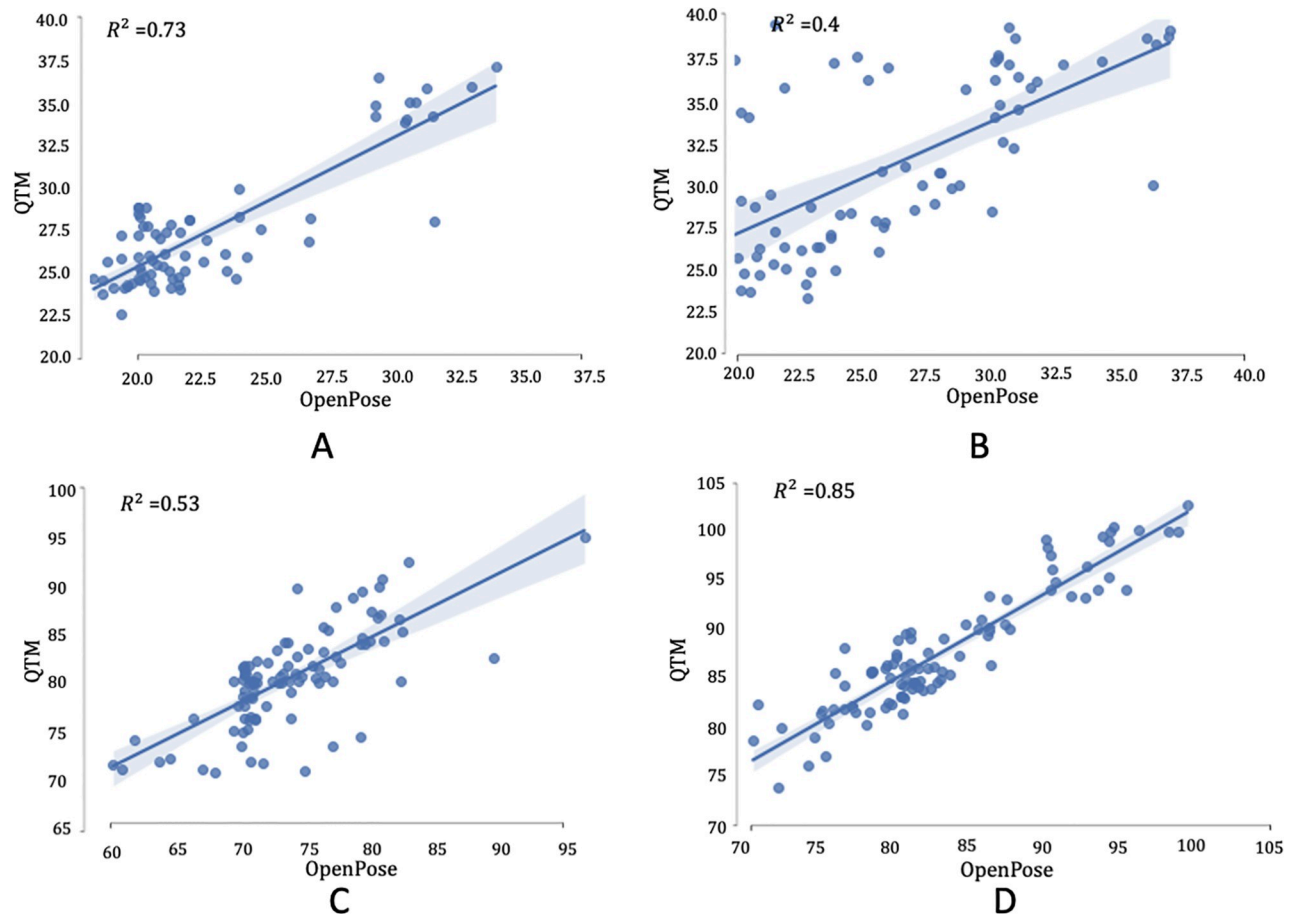 R² =0.73
40.0
37.5
35.0
32.5
30.0
27.5
25.0
22.5
20.0
QTM
20.0 22.5 25.0 27.5 30.0 32.5 35.0 37.5
OpenPose
A
R² =0.4
40.0
37.5
35.0
32.5
30.0
27.5
25.0
22.5
20.0
QTM
20.0 22.5 25.0 27.5 30.0 32.5 35.0 37.5 40.0
OpenPose
B
R² =0.53
100
95
90
85
80
75
70
65
QTM
60 65 70 75 80 85 90 95
OpenPose
C
R² =0.85
105
100
95
90
85
80
75
70
QTM
70 75 80 85 90 95 100 105
OpenPose
D